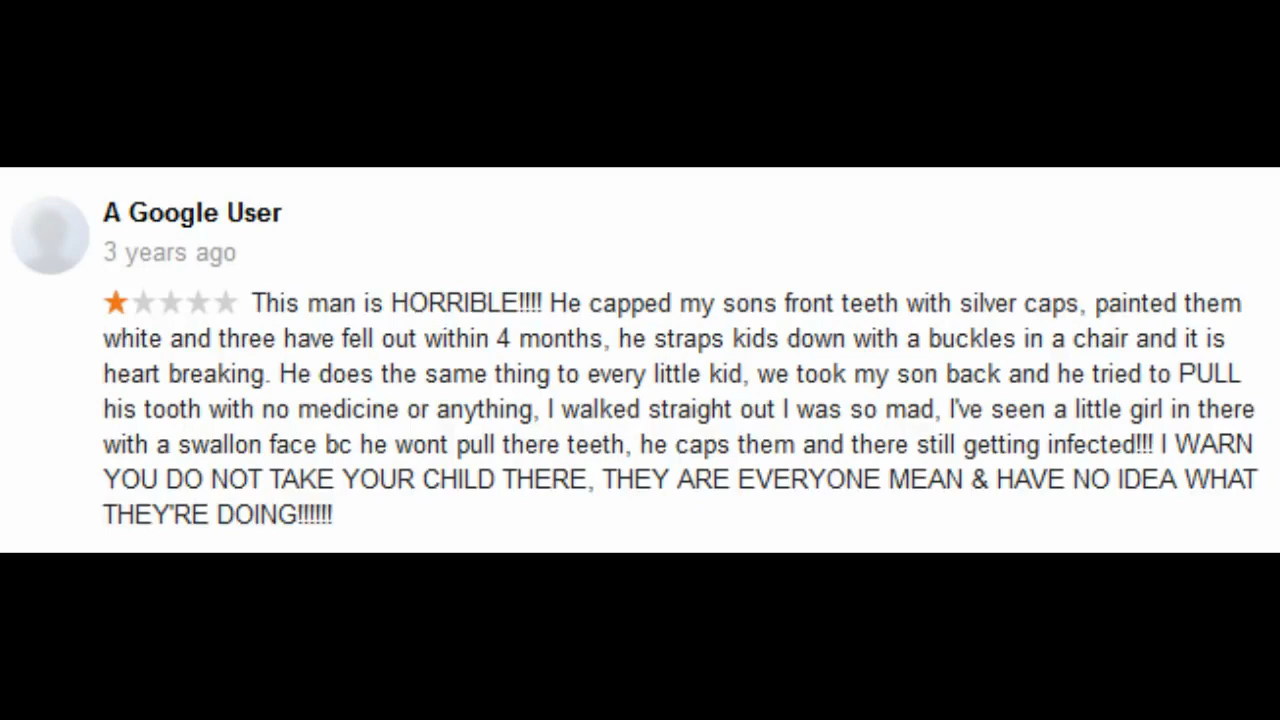 A Google User
3 years ago
This man is HORRIBLE!!!! He capped my sons front teeth with silver caps, painted them
white and three have fell out within 4 months, he straps kids down with a buckles in a chair and it is
heart breaking. He does the same thing to every little kid, we took my son back and he tried to PULL
his tooth with no medicine or anything, I walked straight out I was so mad, I've seen a little girl in there
with a swallon face bc he wont pull there teeth, he caps them and there still getting infected!!! I WARN
YOU DO NOT TAKE YOUR CHILD THERE, THEY ARE EVERYONE MEAN & HAVE NO IDEA WHAT
THEY'RE DOING!!!!!!